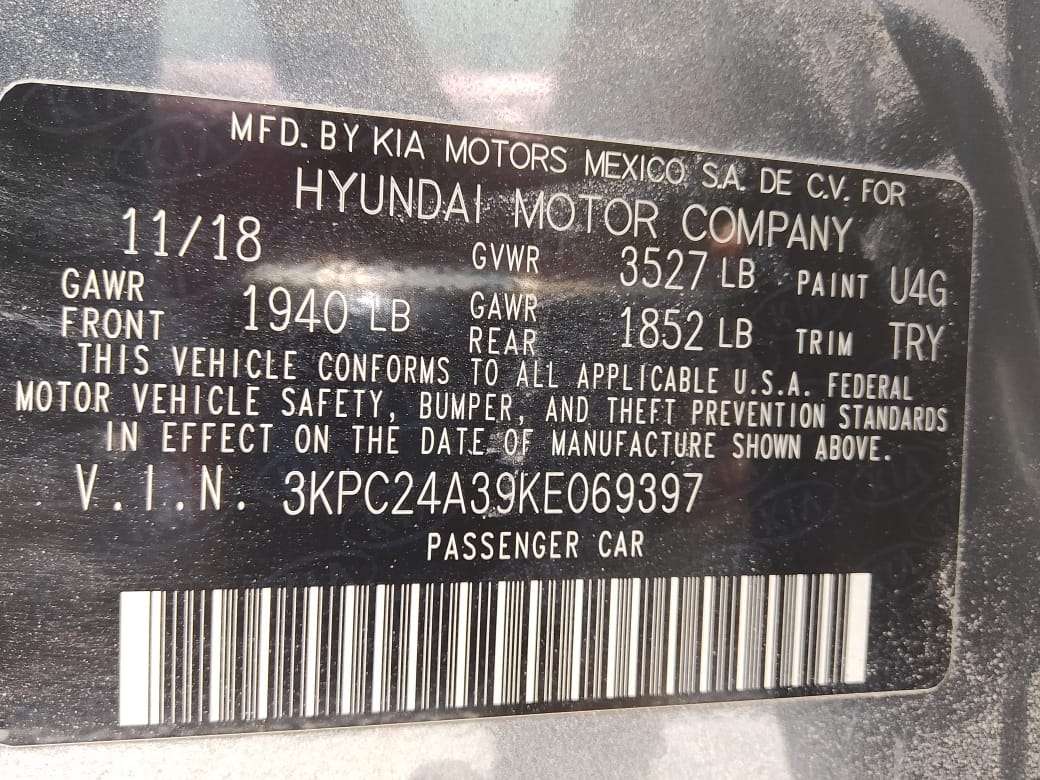 MFD. BY KIA MOTORS MEXICO S.A. DE C.V. FOR
HYUNDAI MOTOR COMPANY
11/18 GVWR 3527 LB PAINT U4G
GAWR FRONT 1940 LB GAWR REAR 1852 LB TRIM TRY
THIS VEHICLE CONFORMS TO ALL APPLICABLE U.S.A. FEDERAL
MOTOR VEHICLE SAFETY, BUMPER, AND THEFT PREVENTION STANDARDS
IN EFFECT ON THE DATE OF MANUFACTURE SHOWN ABOVE.
V.I.N. 3KPC24A39KE069397
PASSENGER CAR